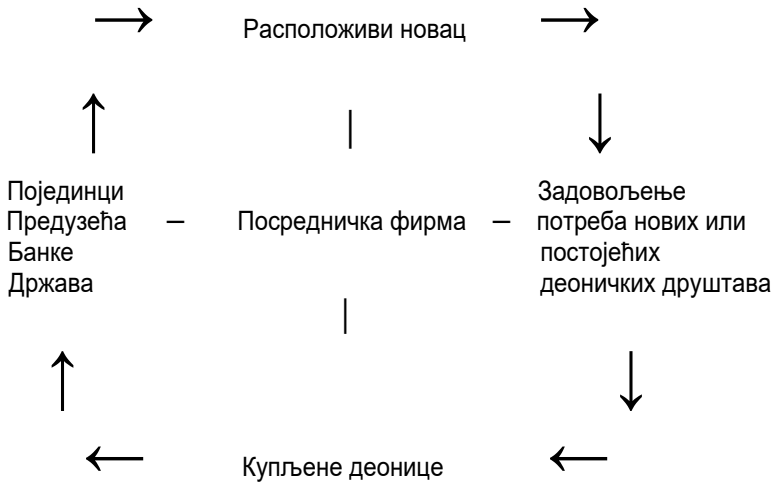 Расположиви новац
Појединци
Предузећа
Банке
Држава
Посредничка фирма
Задовољење
потреба нових или
постојећих
деоничких друштава
Купљене деонице